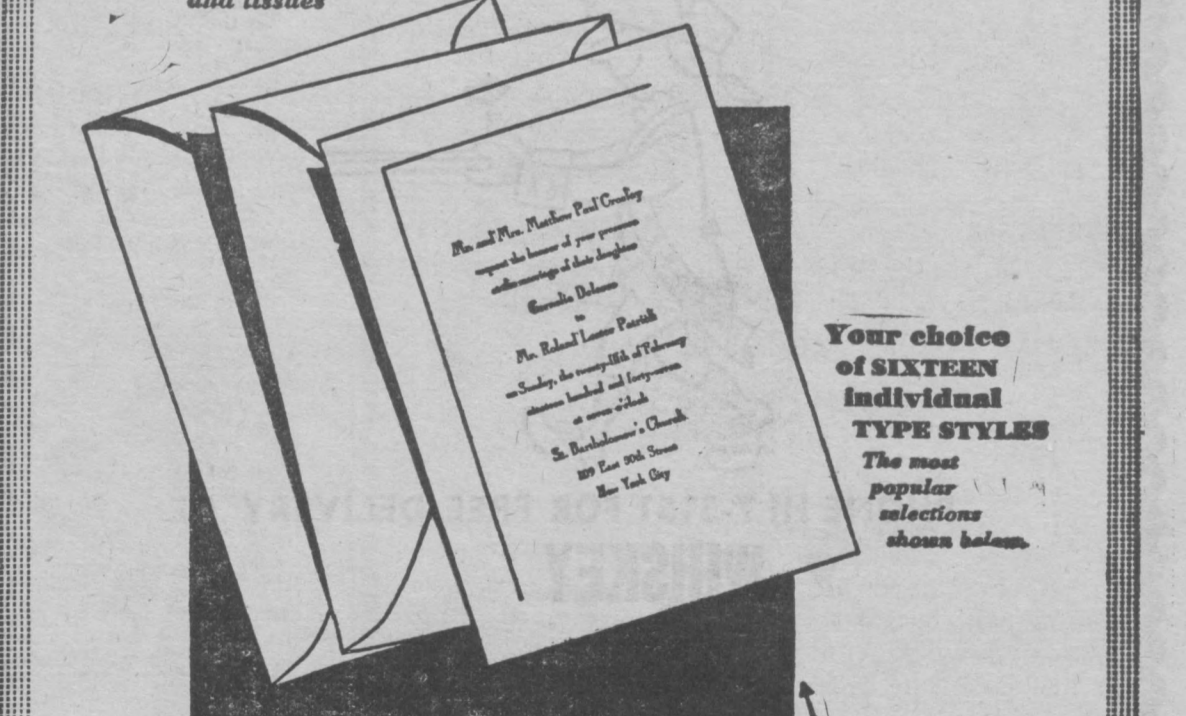 and tissues
Mr. and Mrs. Matthew Paul Crosley
request the honour of your presence
at the marriage of their daughter
Cornelia Dolores
to
Mr. Roland Lester Patrick
on Sunday, the twenty-fifth of February
nineteen hundred and forty-seven
at seven o'clock
St. Bartholomew's Church
109 East 50th Street
New York City
Your choice
of SIXTEEN
individual
TYPE STYLES
The most
popular
selections
shown below.